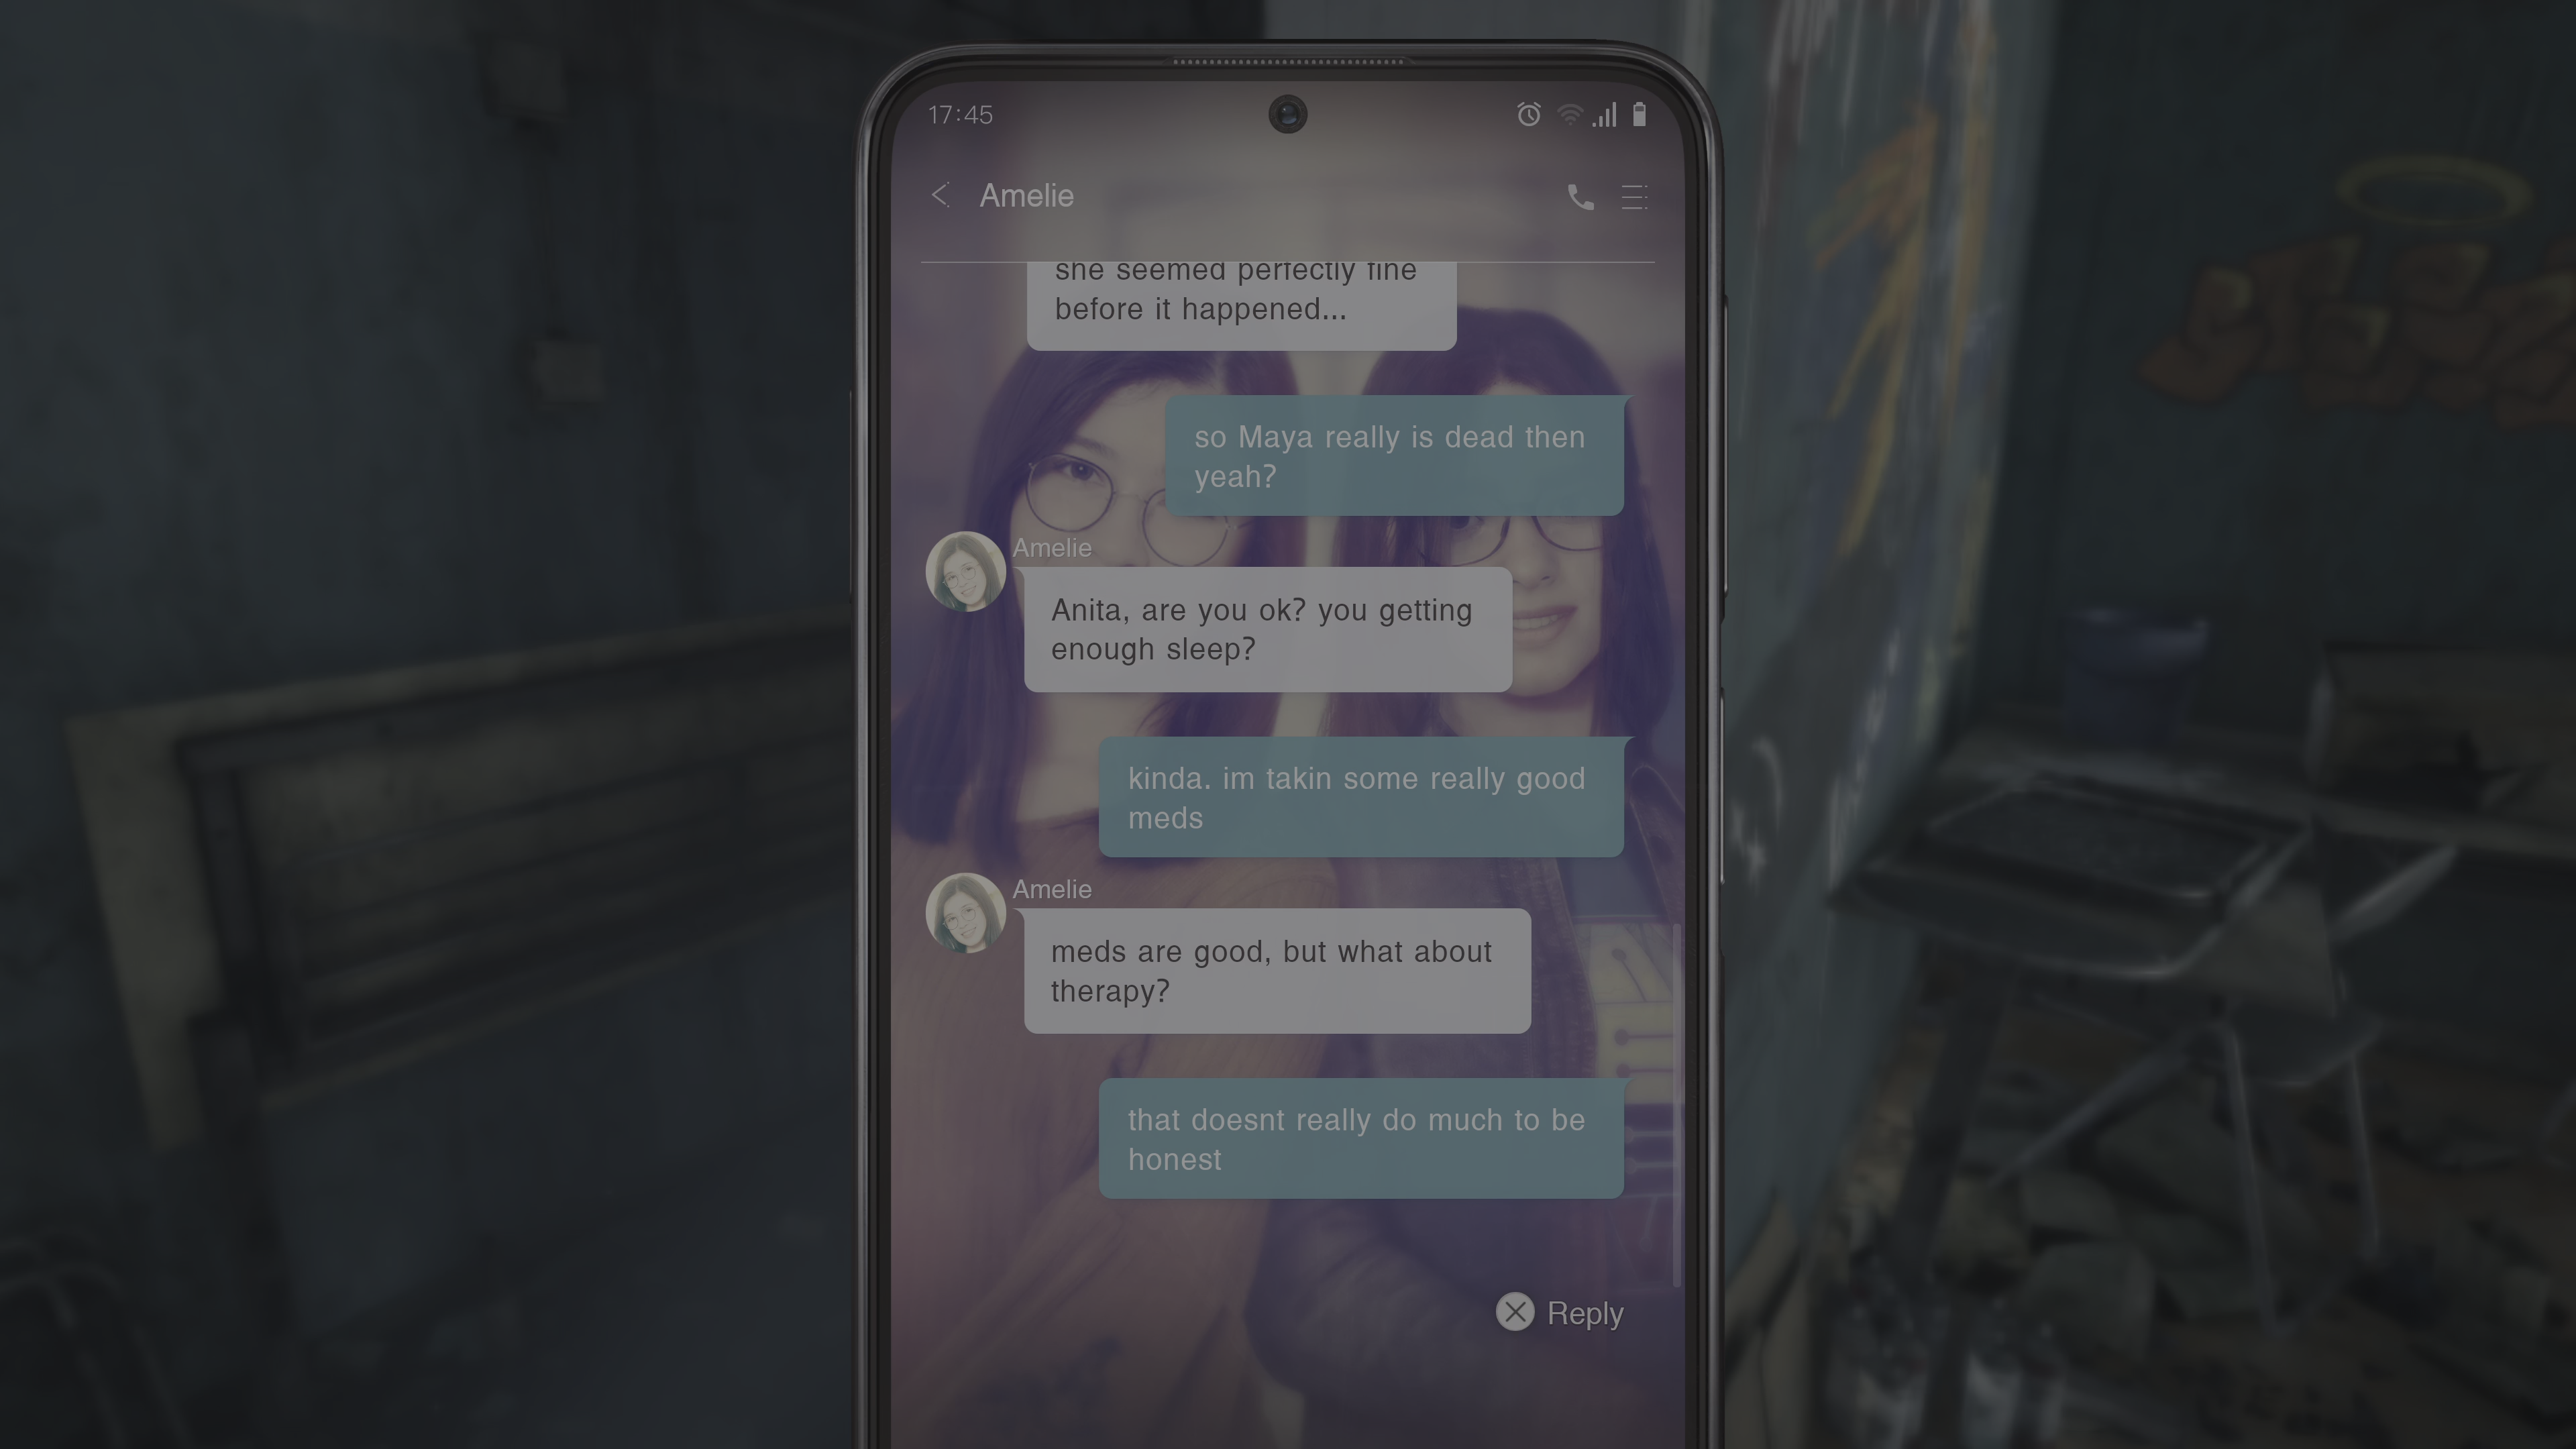 17:45
Amelie
she seemed perfectly fine
before it happened...
so Maya really is dead then
yeah?
Amelie
Anita, are you ok? you getting
enough sleep?
kinda. im takin some really good
meds
Amelie
meds are good, but what about
therapy?
that doesnt really do much to be
honest
Reply